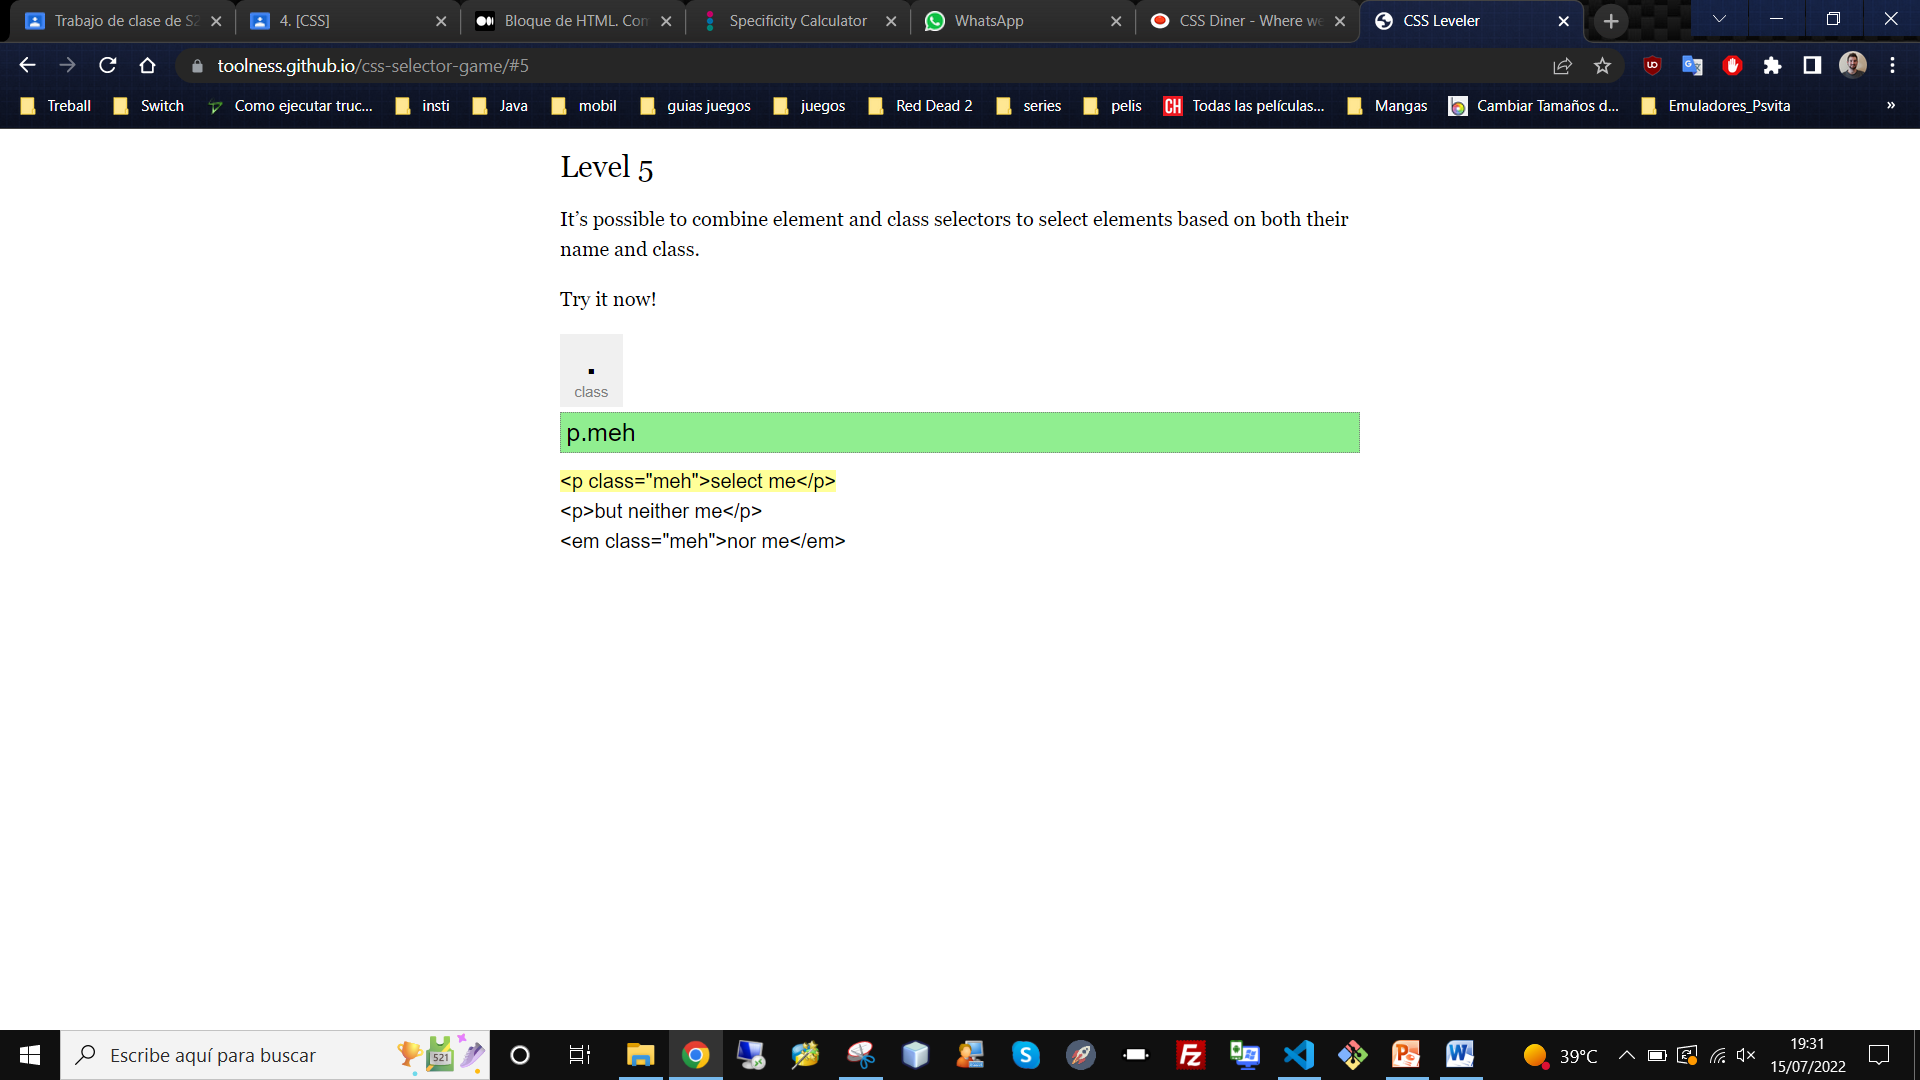 Trabajo de clase de S2
4. [CSS]
Bloque de HTML. Com
Specificity Calculator
WhatsApp
CSS Diner - Where we
CSS Leveler
toolness.github.io/css-selector-game/#5
Treball
Switch
Como ejecutar truc...
insti
Java
mobil
guias juegos
juegos
Red Dead 2
series
pelis
CH
Todas las películas...
Mangas
Cambiar Tamaños d...
Emuladores_Psvita
»
Level 5
It’s possible to combine element and class selectors to select elements based on both their
name and class.
Try it now!
.
class
p.meh
<p class="meh">select me</p>
<p>but neither me</p>
<em class="meh">nor me</em>
Escribe aquí para buscar
521
39°C
19:31
15/07/2022